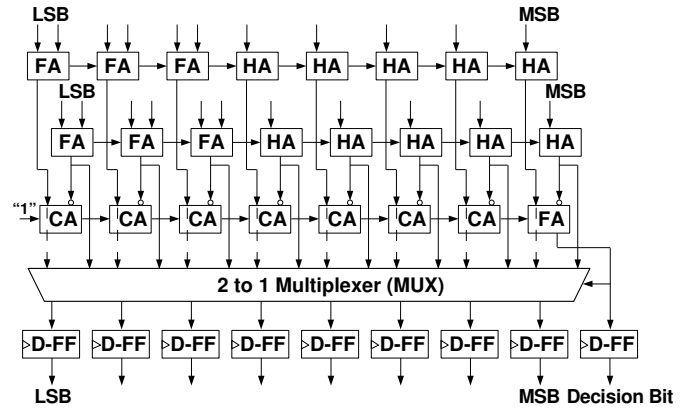 LSB MSB
FA FA FA HA HA HA HA HA
LSB MSB
FA FA FA HA HA HA HA HA
“1” CA CA CA CA CA CA CA FA
2 to 1 Multiplexer (MUX)
D-FF D-FF D-FF D-FF D-FF D-FF D-FF D-FF D-FF
LSB MSB Decision Bit